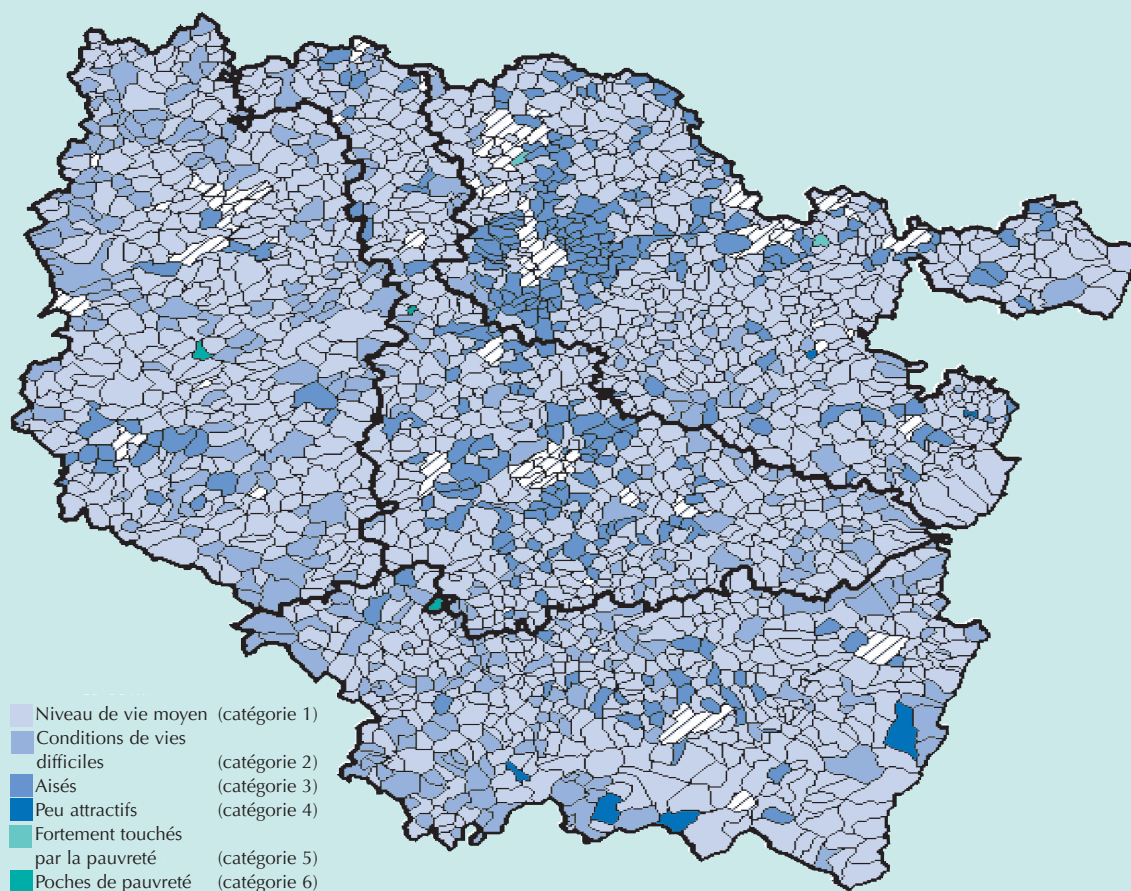 Niveau de vie moyen (catégorie 1)
Conditions de vies
difficiles (catégorie 2)
Aisés (catégorie 3)
Peu attractifs (catégorie 4)
Fortement touchés
par la pauvreté (catégorie 5)
Poches de pauvreté (catégorie 6)